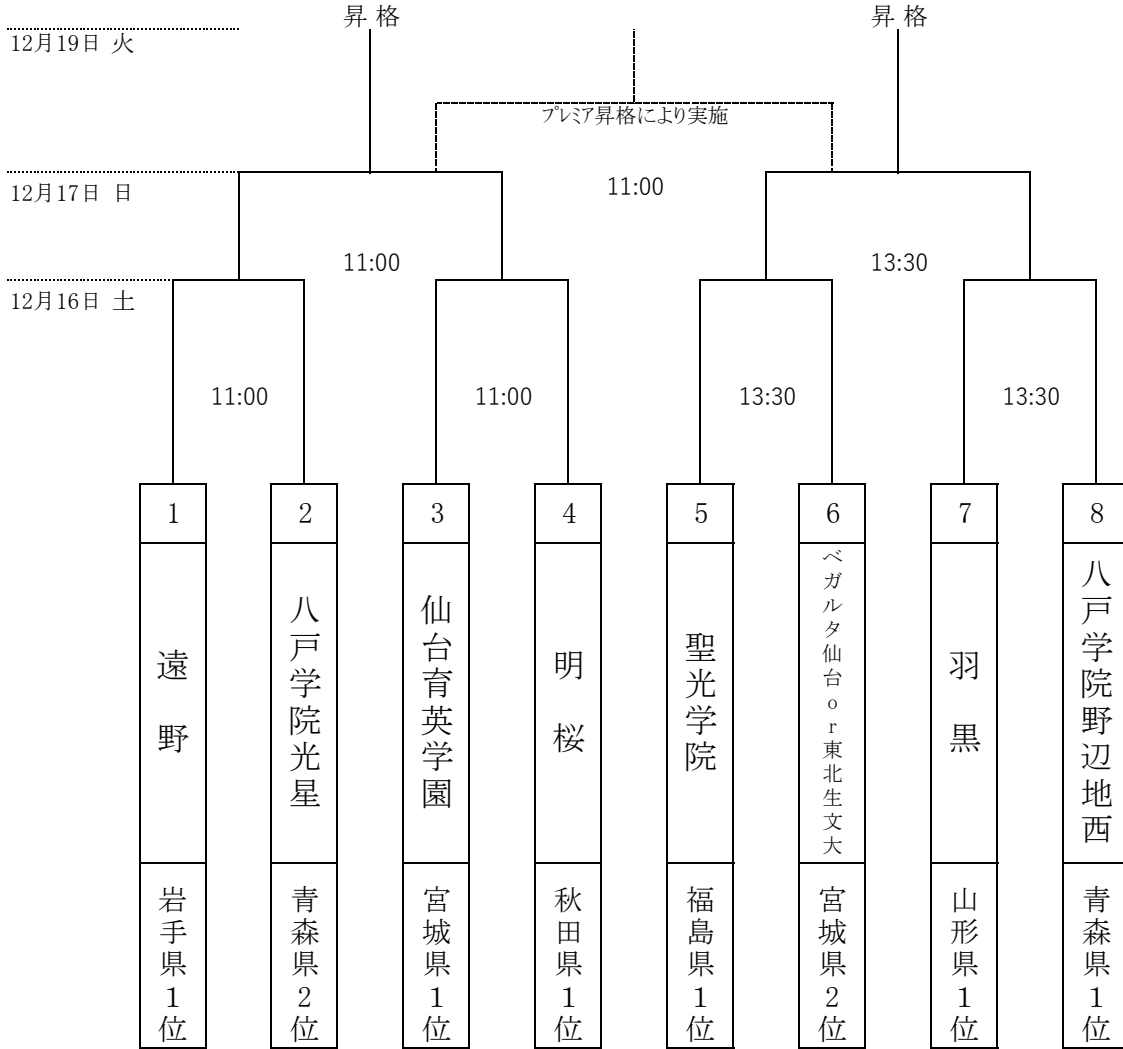 昇格
昇格
12月19日 火
プレミア昇格により実施
12月17日 日
11:00
11:00
13:30
12月16日 土
11:00
11:00
13:30
13:30
1
2
3
4
5
6
7
8
遠野
八戸学院光星
仙台育英学園
明桜
聖光学院
ベガルタ仙台or東北生文大
羽黒
八戸学院野辺地西
岩手県1位
青森県2位
宮城県1位
秋田県1位
福島県1位
宮城県2位
山形県1位
青森県1位